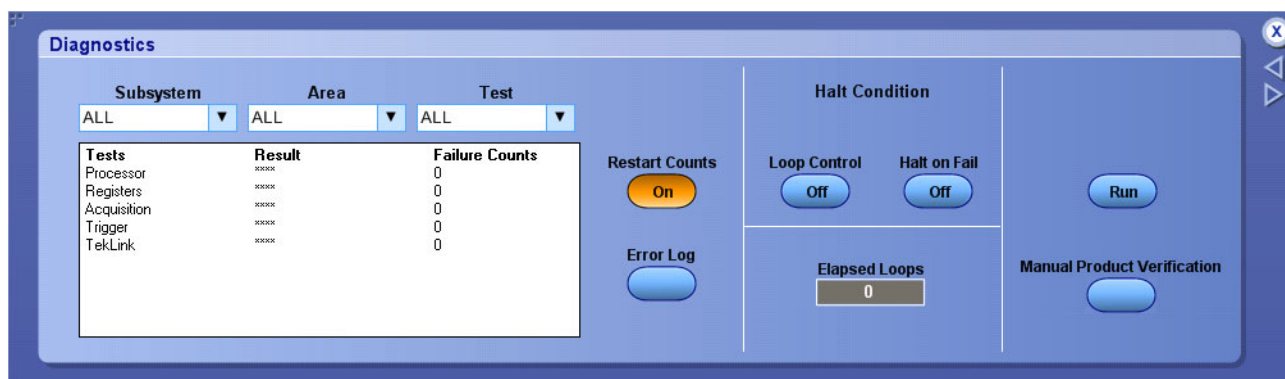 Diagnostics
X
Subsystem Area Test
ALL ▼ ALL ▼ ALL ▼
Tests Result Failure Counts
Processor **** 0
Registers **** 0
Acquisition **** 0
Trigger **** 0
TekLink **** 0
Restart Counts
On
Error Log
Halt Condition
Loop Control Halt on Fail
Off Off
Elapsed Loops
0
Run
Manual Product Verification